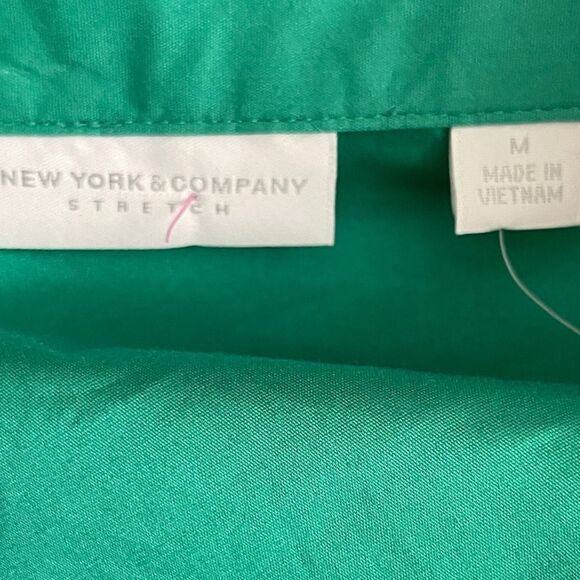 NEW YORK & COMPANY
STRETCH
M
MADE IN
VIETNAM